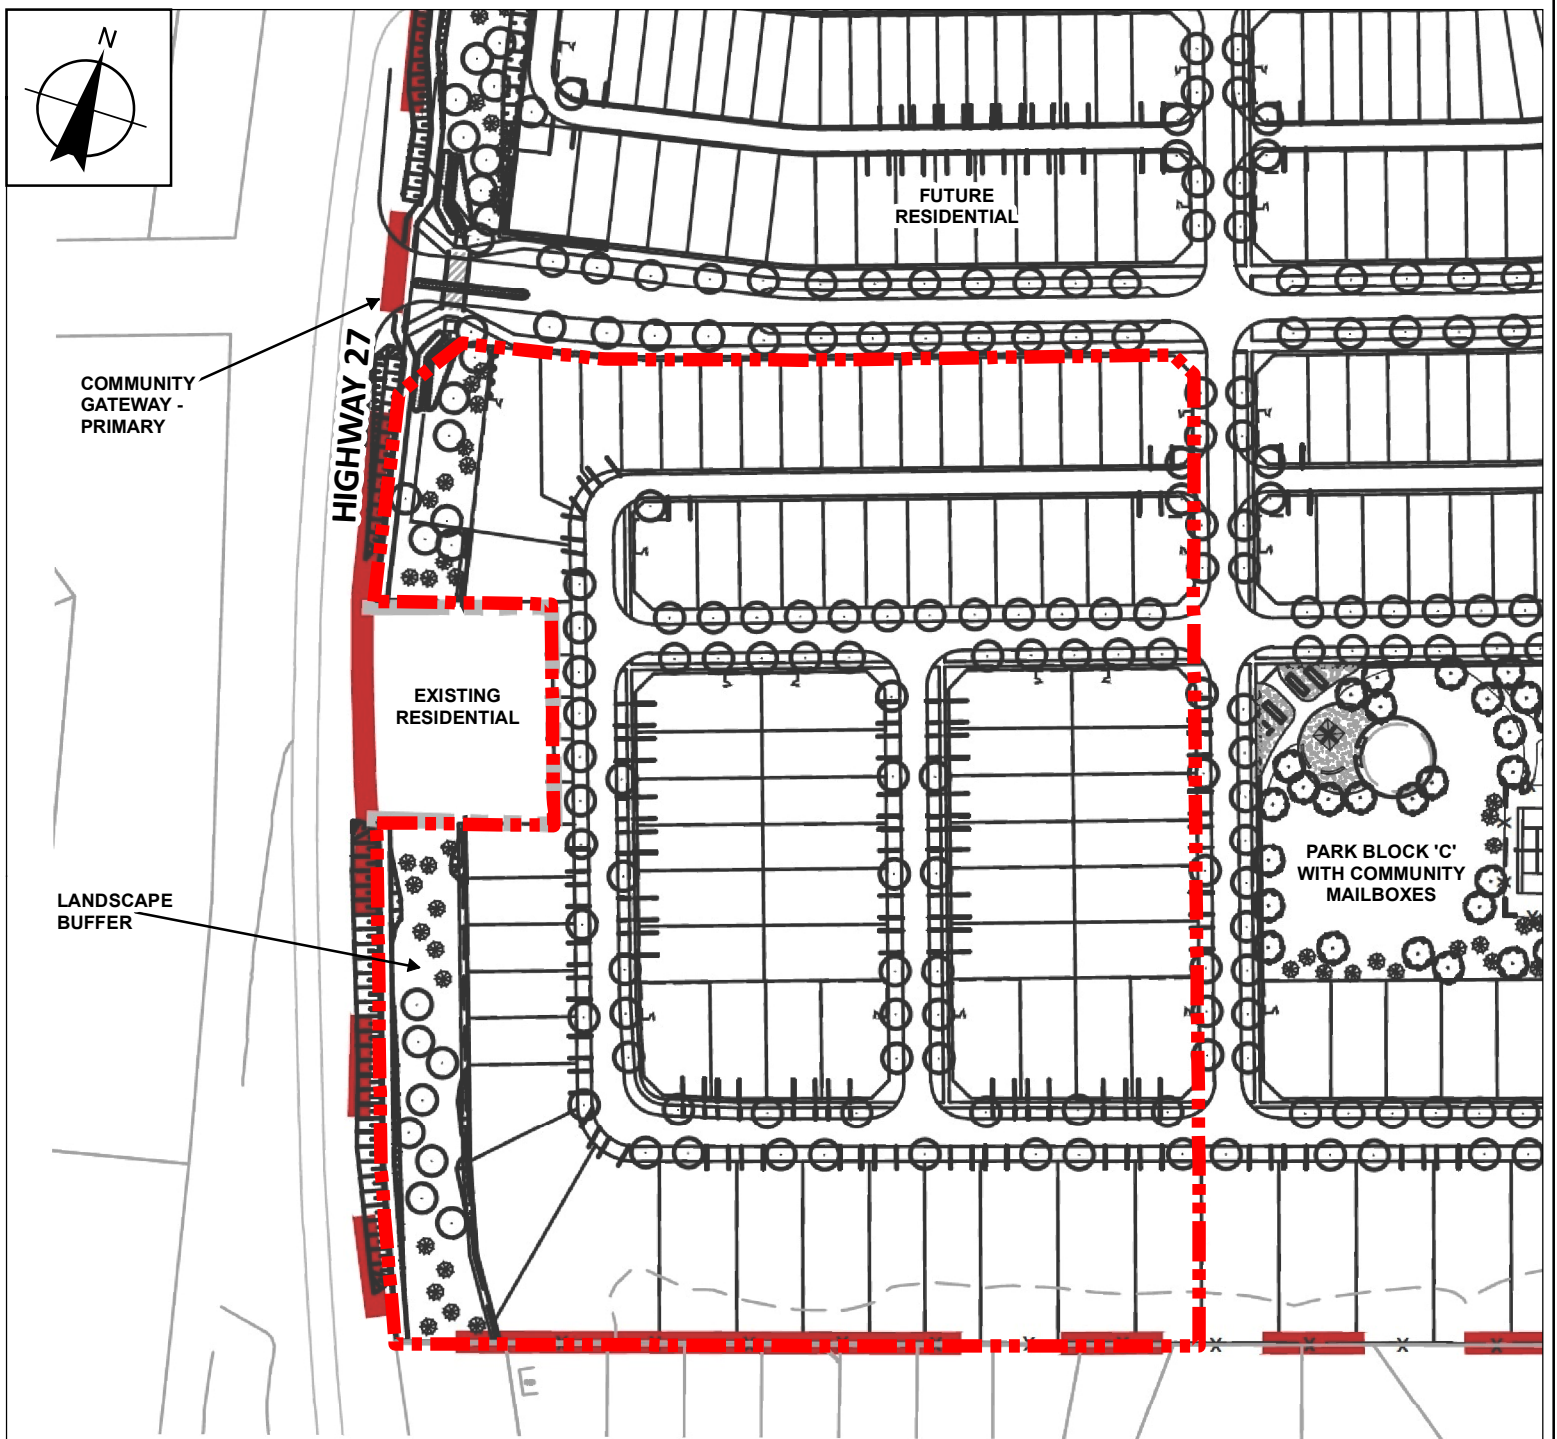 N
FUTURE
RESIDENTIAL
HIGHWAY 27
COMMUNITY
GATEWAY -
PRIMARY
EXISTING
RESIDENTIAL
PARK BLOCK 'C'
WITH COMMUNITY
MAILBOXES
LANDSCAPE
BUFFER
E